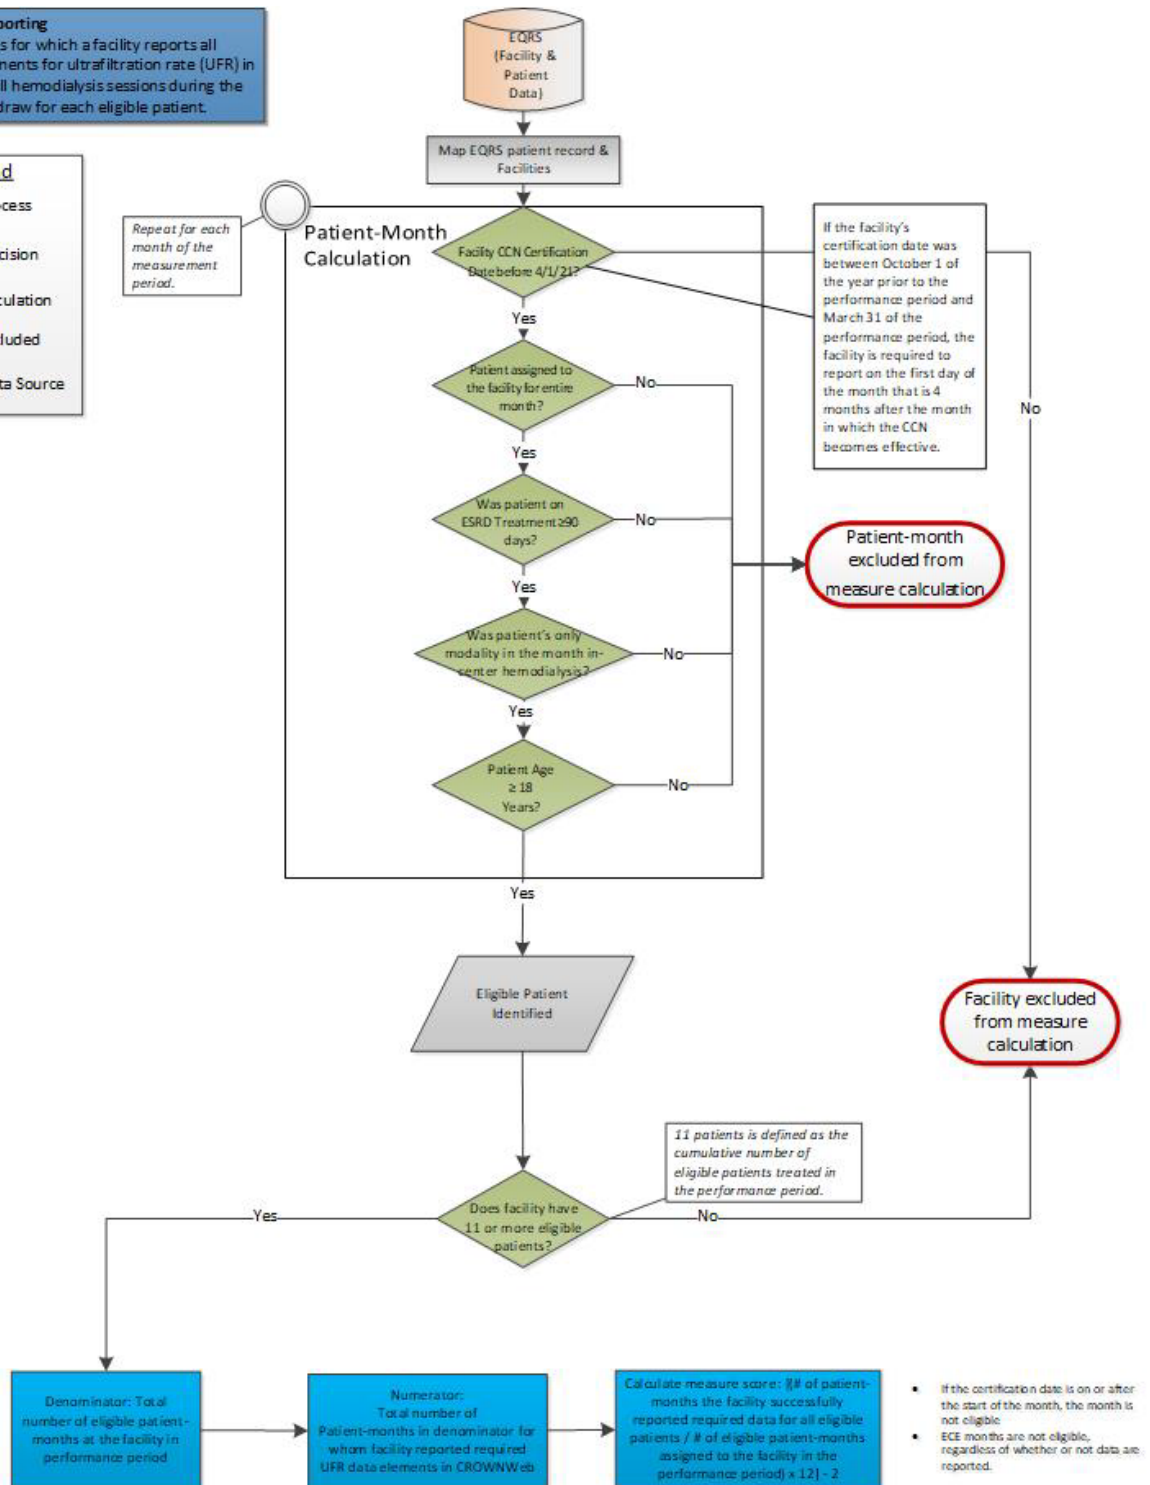 porting
s for which a facility reports all
nents for ultrafiltration rate (UFR) in
ll hemodialysis sessions during the
draw for each eligible patient.
d
cess
cision
culation
luded
ta Source
EQRS
(Facility &
Patient
Data)
Map EQRS patient record &
Facilities
Repeat for each
month of the
measurement
period.
Patient-Month
Calculation
Facility CCN Certification
Date before 4/1/21?
If the facility's
certification date was
between October 1 of
the year prior to the
performance period and
March 31 of the
performance period, the
facility is required to
report on the first day of
the month that is 4
months after the month
in which the CCN
becomes effective.
No
Yes
Patient assigned to
the facility for entire
month?
No
Yes
Was patient on
ESRD Treatment ≥90
days?
No
Yes
Patient-month
excluded from
measure calculation
Was patient's only
modality in the month in-
center hemodialysis?
No
Yes
Patient Age
≥ 18
Years?
No
Yes
Eligible Patient
Identified
Facility excluded
from measure
calculation
11 patients is defined as the
cumulative number of
eligible patients treated in
the performance period.
Does facility have
11 or more eligible
patients?
Yes
No
Denominator: Total
number of eligible patient-
months at the facility in
performance period
Numerator:
Total number of
Patient-months in denominator for
whom facility reported required
UFR data elements in CROWNWeb
Calculate measure score: [(# of patient-
months the facility successfully
reported required data for all eligible
patients / # of eligible patient-months
assigned to the facility in the
performance period) x 12] - 2
• If the certification date is on or after
the start of the month, the month is
not eligible
• ECE months are not eligible,
regardless of whether or not data are
reported.